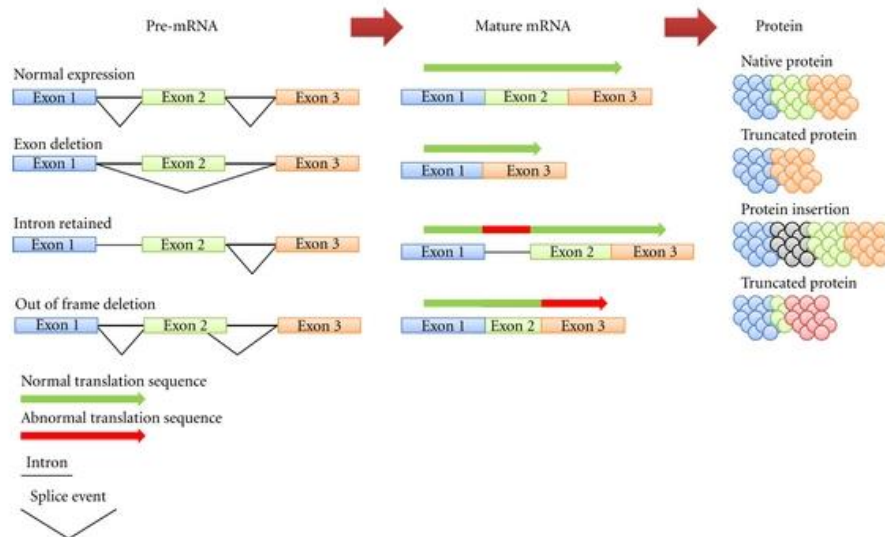 Pre-mRNA Mature mRNA Protein
Normal expression
Exon 1 Exon 2 Exon 3
Exon 1 Exon 2 Exon 3
Native protein
Exon deletion
Exon 1 Exon 2 Exon 3
Exon 1 Exon 3
Truncated protein
Intron retained
Exon 1 Exon 2 Exon 3
Exon 1 Exon 2 Exon 3
Protein insertion
Out of frame deletion
Exon 1 Exon 2 Exon 3
Exon 1 Exon 2 Exon 3
Truncated protein
Normal translation sequence
Abnormal translation sequence
Intron
Splice event